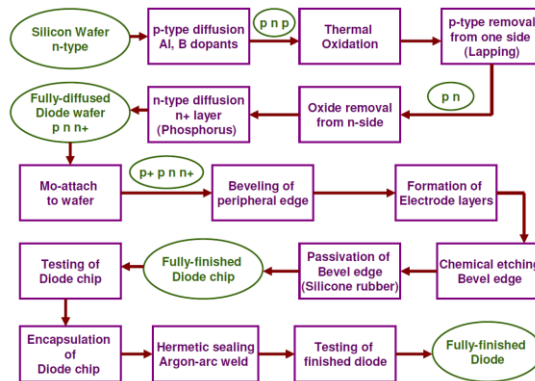 Silicon Wafer
n-type
p-type diffusion
Al, B dopants
p n p
Thermal
Oxidation
p-type removal
from one side
(Lapping)
p n
Oxide removal
from n-side
n-type diffusion
n+ layer
(Phosphorus)
Fully-diffused
Diode wafer
p n n+
Mo-attach
to wafer
p+ p n n+
Beveling of
peripheral edge
Formation of
Electrode layers
Chemical etching
Bevel edge
Passivation of
Bevel edge
(Silicone rubber)
Fully-finished
Diode chip
Testing of
Diode chip
Encapsulation
of
Diode chip
Hermetic sealing
Argon-arc weld
Testing of
finished diode
Fully-finished
Diode